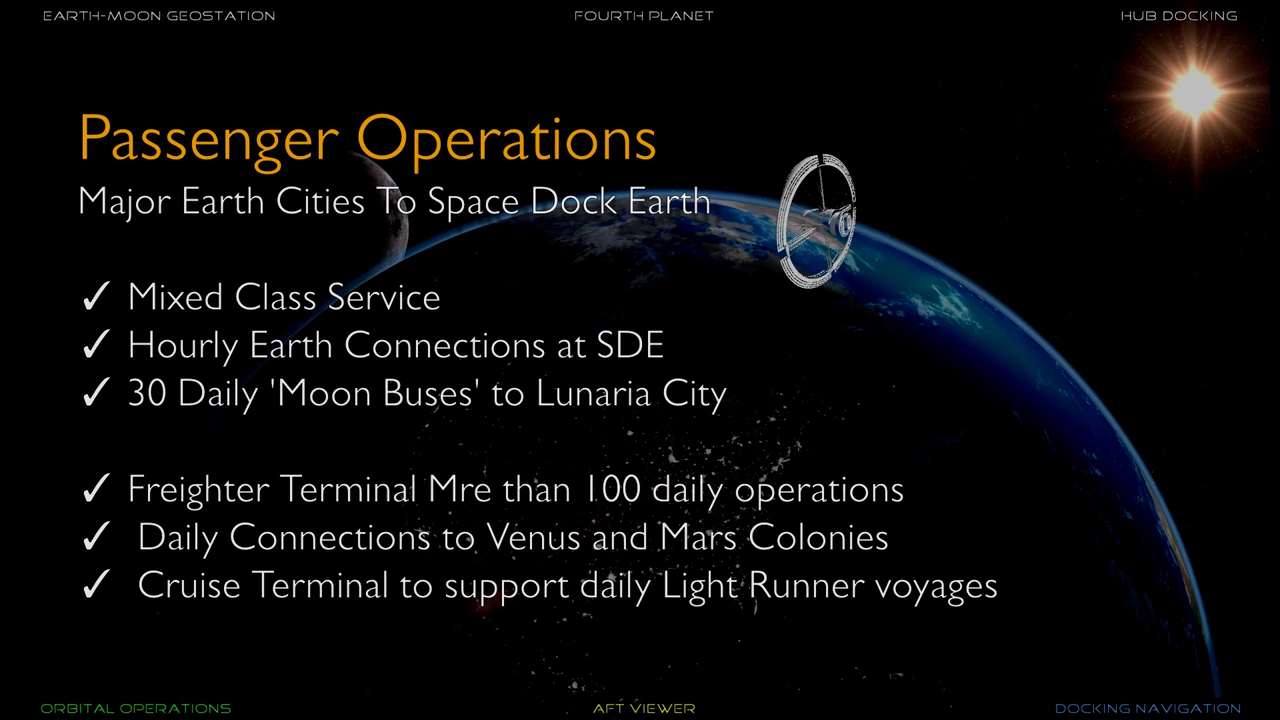 EARTH-MOON GEOSTATION
FOURTH PLANET
HUB DOCKING
Passenger Operations
Major Earth Cities To Space Dock Earth
✓ Mixed Class Service
✓ Hourly Earth Connections at SDE
✓ 30 Daily 'Moon Buses' to Lunaria City
✓ Freighter Terminal Mre than 100 daily operations
✓ Daily Connections to Venus and Mars Colonies
✓ Cruise Terminal to support daily Light Runner voyages
ORBITAL OPERATIONS
AFT VIEWER
DOCKING NAVIGATION